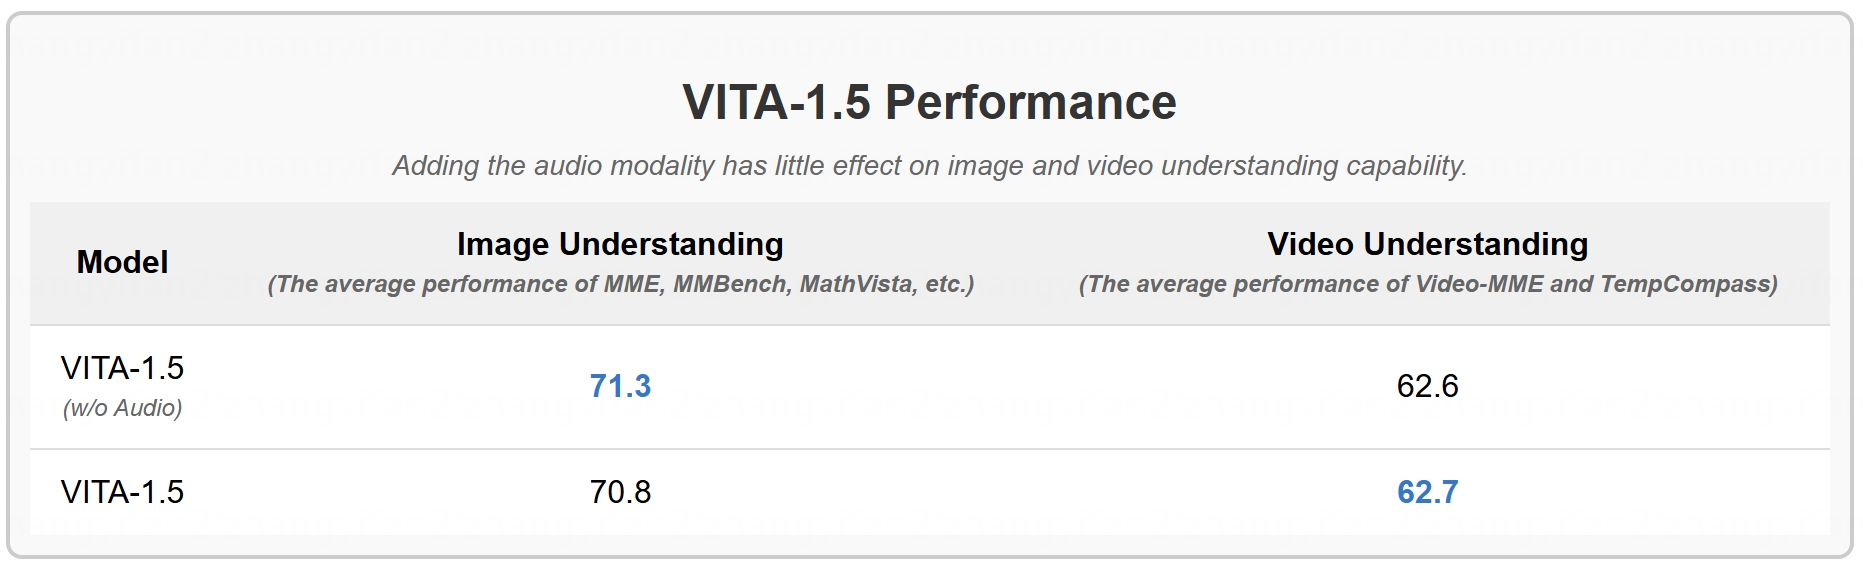 VITA-1.5 Performance
Adding the audio modality has little effect on image and video understanding capability.
Model
Image Understanding
(The average performance of MME, MMBench, MathVista, etc.)
Video Understanding
(The average performance of Video-MME and TempCompass)
VITA-1.5
(w/o Audio)
71.3
62.6
VITA-1.5
70.8
62.7